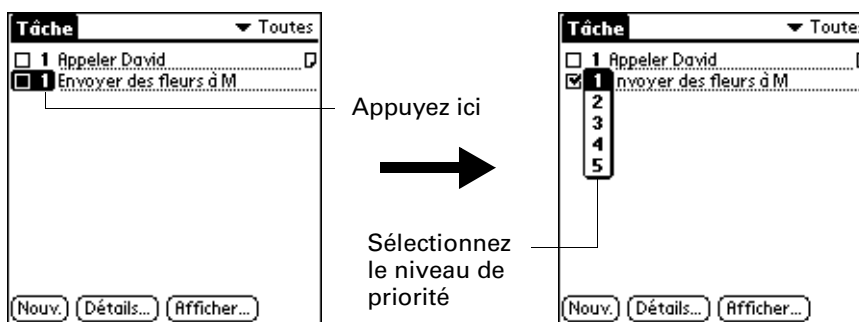 Tâche
Toutes
1 Appeler David
1 Envoyer des fleurs à M
Nouv. Détails... Afficher...
Appuyez ici
Sélectionnez
le niveau de
priorité
Tâche
Toutes
1 Appeler David
1 nvoyer des fleurs à M
2
3
4
5
Nouv. Détails... Afficher...